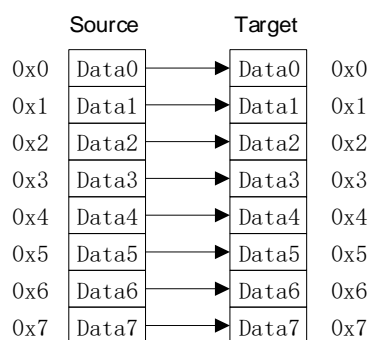 Source Target
0x0 Data0 Data0 0x0
0x1 Data1 Data1 0x1
0x2 Data2 Data2 0x2
0x3 Data3 Data3 0x3
0x4 Data4 Data4 0x4
0x5 Data5 Data5 0x5
0x6 Data6 Data6 0x6
0x7 Data7 Data7 0x7